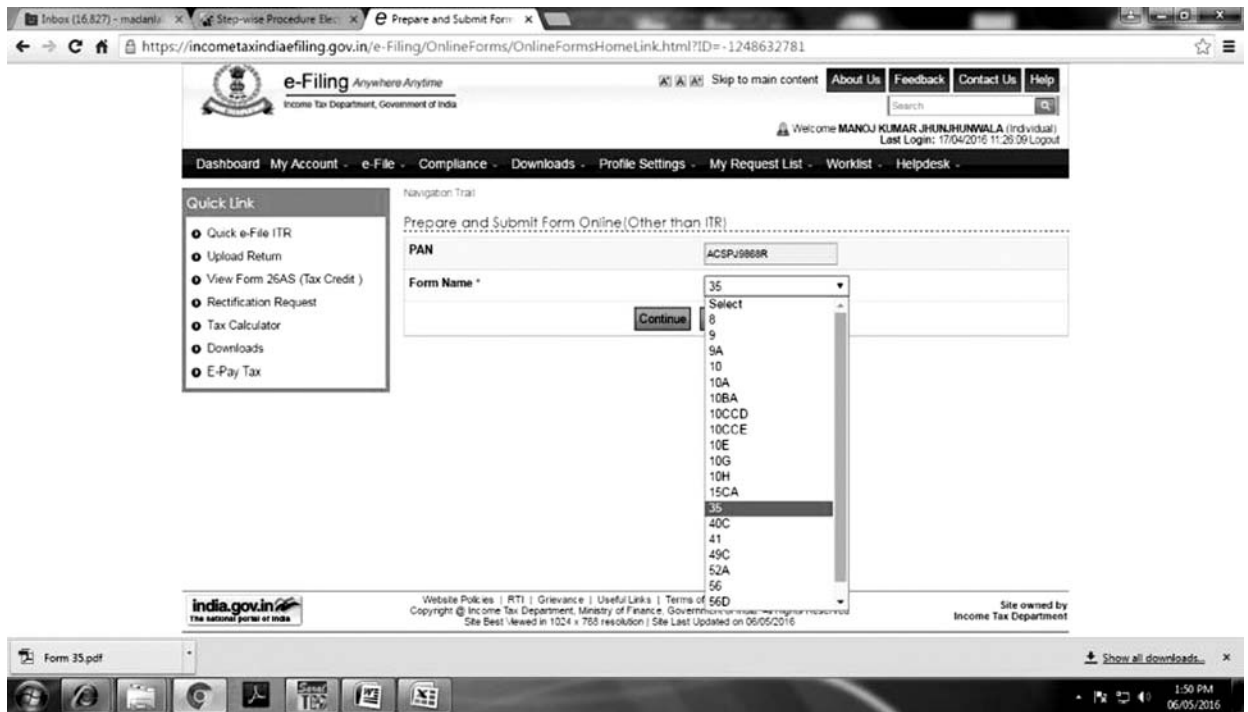 Inbox (16,827) - madanla
Step-wise Procedure Elec
Prepare and Submit Form
https://incometaxindiaefiling.gov.in/e-Filing/OnlineForms/OnlineFormsHomeLink.html?ID=-1248632781
e-Filing Anywhere Anytime
Income Tax Department, Government of India
Skip to main content
About Us
Feedback
Contact Us
Help
Search
Welcome MANOJ KUMAR JHUNJHUNWALA (Individual)
Last Login: 17/04/2016 11:26:09 Logout
Dashboard My Account e-File Compliance Downloads Profile Settings My Request List Worklist Helpdesk
Quick Link
Quick e-File ITR
Upload Return
View Form 26AS (Tax Credit )
Rectification Request
Tax Calculator
Downloads
E-Pay Tax
Navigation Trail
Prepare and Submit Form Online(Other than ITR)
PAN
ACSPJ9868R
Form Name *
35
Continue
Select
8
9
9A
10
10A
10BA
10CCD
10CCE
10E
10G
10H
15CA
35
40C
41
49C
52A
56
56D
india.gov.in
The national portal of India
Website Policies | RTI | Grievance | Useful Links | Terms of
Copyright @ Income Tax Department, Ministry of Finance, Government of India. All Rights Reserved
Site Best Viewed in 1024 x 768 resolution | Site Last Updated on 06/05/2016
Site owned by
Income Tax Department
Form 35.pdf
Show all downloads...
1:50 PM
06/05/2016